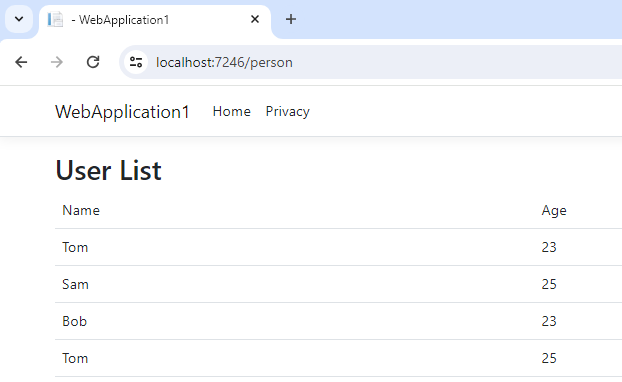 - WebApplication1
localhost:7246/person
WebApplication1 Home Privacy
User List
Name Age
Tom 23
Sam 25
Bob 23
Tom 25